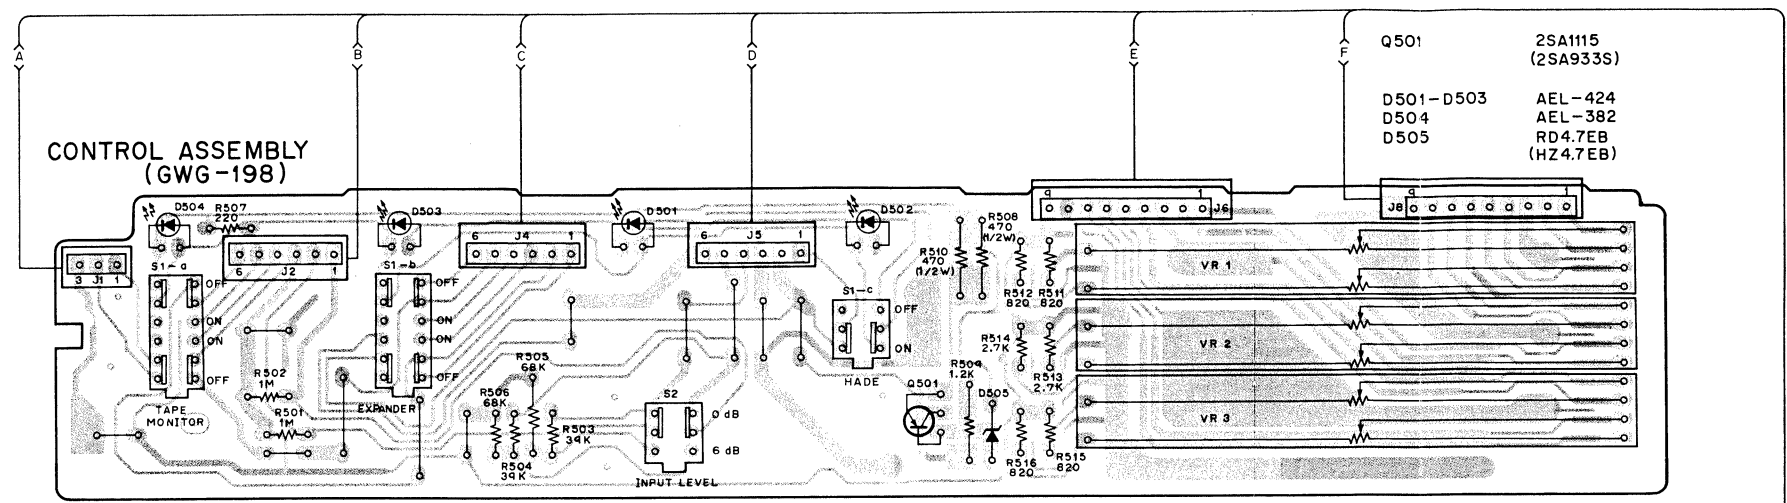 A
B
C
D
E
F
Q501 2SA1115
(2SA933S)
D501-D503 AEL-424
D504 AEL-382
D505 RD4.7EB
(HZ4.7EB)
CONTROL ASSEMBLY
(GWG-198)
D504
R507
220
D503
D501
D502
R508
470
(1/2W)
9 1
J6
9 1
J8
6 J2 1
6 J4 1
6 J5 1
3 J1 1
R510
470
(1/2W)
VR 1
S1-a
OFF
ON
ON
OFF
S1-b
OFF
ON
ON
OFF
S1-c
OFF
ON
HADE
R512
820
R511
820
R514
2.7K
R513
2.7K
VR 2
R502
1M
R501
1M
TAPE
MONITOR
EXPANDER
R505
68K
R506
68K
R503
39K
R504
39K
S2
0 dB
6 dB
INPUT LEVEL
Q501
R504
1.2K
D505
VR 3
R516
820
R515
820